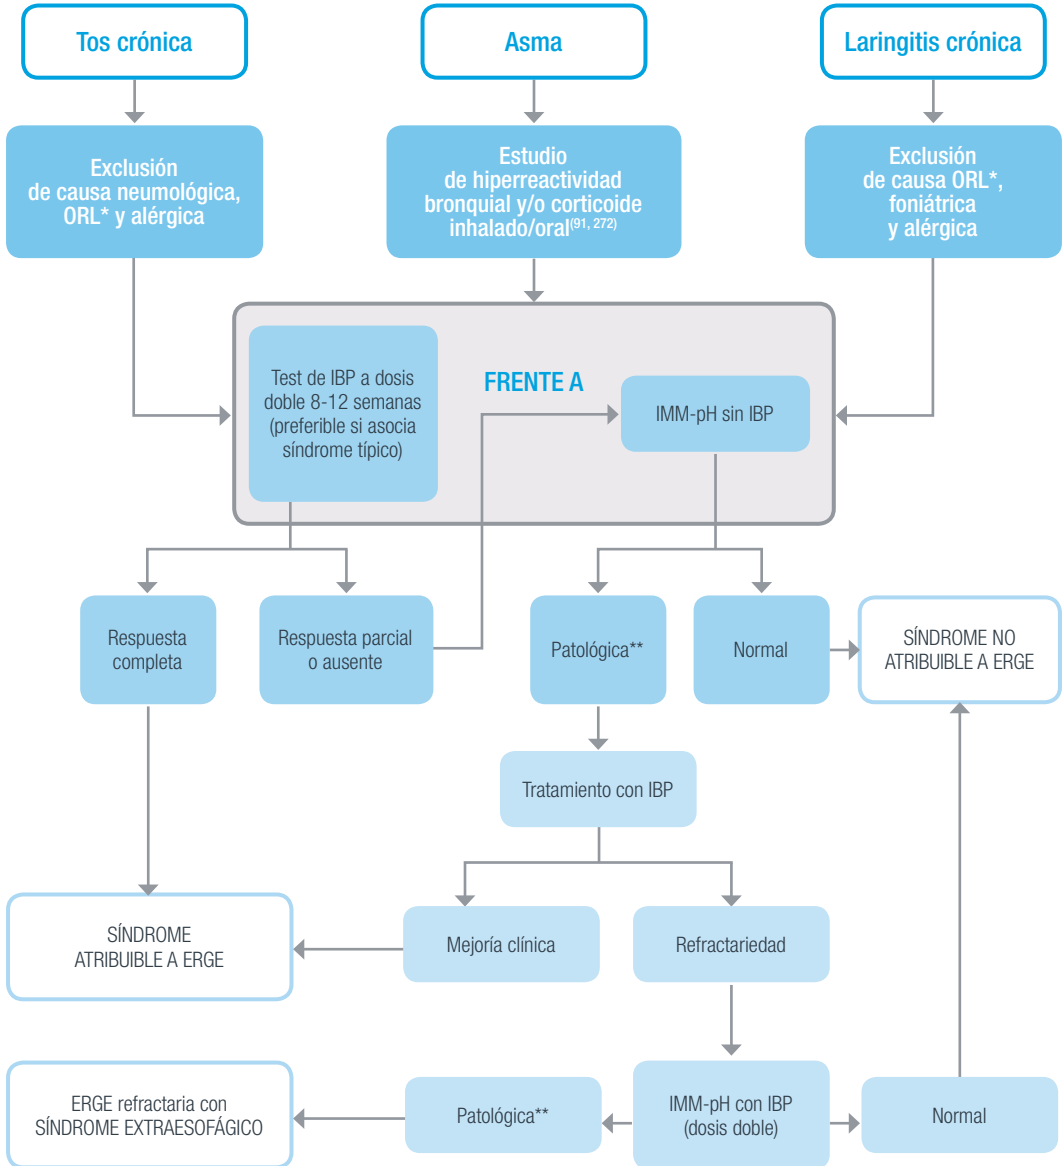 Tos crónica
Asma
Laringitis crónica
Exclusión
de causa neumológica,
ORL* y alérgica
Estudio
de hiperreactividad
bronquial y/o corticoide
inhalado/oral(91, 272)
Exclusión
de causa ORL*,
foniátrica
y alérgica
Test de IBP a dosis
doble 8-12 semanas
(preferible si asocia
síndrome típico)
FRENTE A
IMM-pH sin IBP
Respuesta
completa
Respuesta parcial
o ausente
Patológica**
Normal
SÍNDROME NO
ATRIBUIBLE A ERGE
Tratamiento con IBP
SÍNDROME
ATRIBUIBLE A ERGE
Mejoría clínica
Refractariedad
ERGE refractaria con
SÍNDROME EXTRAESOFÁGICO
Patológica**
IMM-pH con IBP
(dosis doble)
Normal